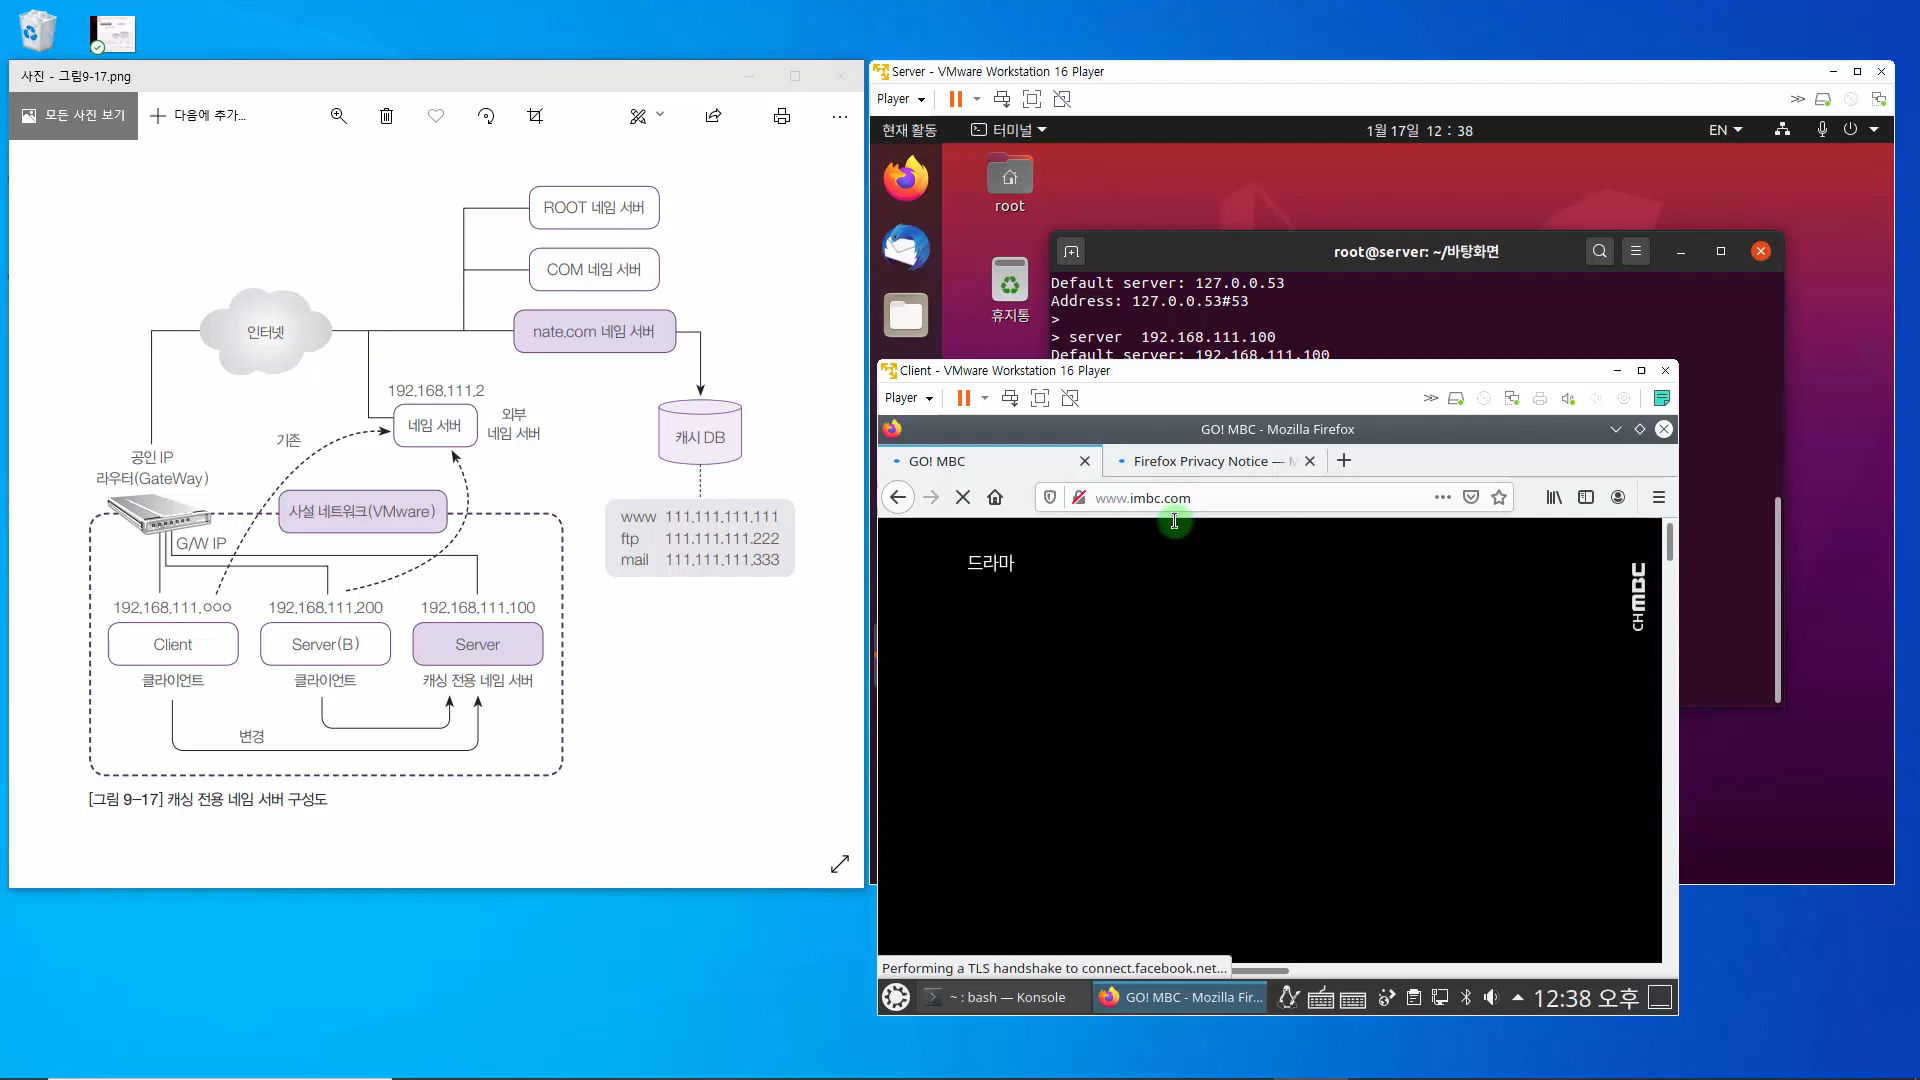 사진 - 그림9-17.png
모든 사진 보기
다음에 추가...
ROOT 네임 서버
COM 네임 서버
nate.com 네임 서버
인터넷
192.168.111.2
네임 서버
외부
네임 서버
기존
캐시 DB
공인 IP
라우터(GateWay)
사설 네트워크(VMware)
G/W IP
www 111.111.111.111
ftp 111.111.111.222
mail 111.111.111.333
192.168.111.○○○
192.168.111.200
192.168.111.100
Client
Server(B)
Server
클라이언트
클라이언트
캐싱 전용 네임 서버
변경
[그림 9-17] 캐싱 전용 네임 서버 구성도
Server - VMware Workstation 16 Player
Player
현재 활동
터미널
1월 17일 12 : 38
EN
root
휴지통
root@server: ~/바탕화면
Default server: 127.0.0.53
Address: 127.0.0.53#53
>
> server 192.168.111.100
Default server: 192.168.111.100
Client - VMware Workstation 16 Player
Player
GO! MBC - Mozilla Firefox
GO! MBC
Firefox Privacy Notice —
www.imbc.com
드라마
CHMBC
Performing a TLS handshake to connect.facebook.net...
~ : bash — Konsole
GO! MBC - Mozilla Fir...
12:38 오후